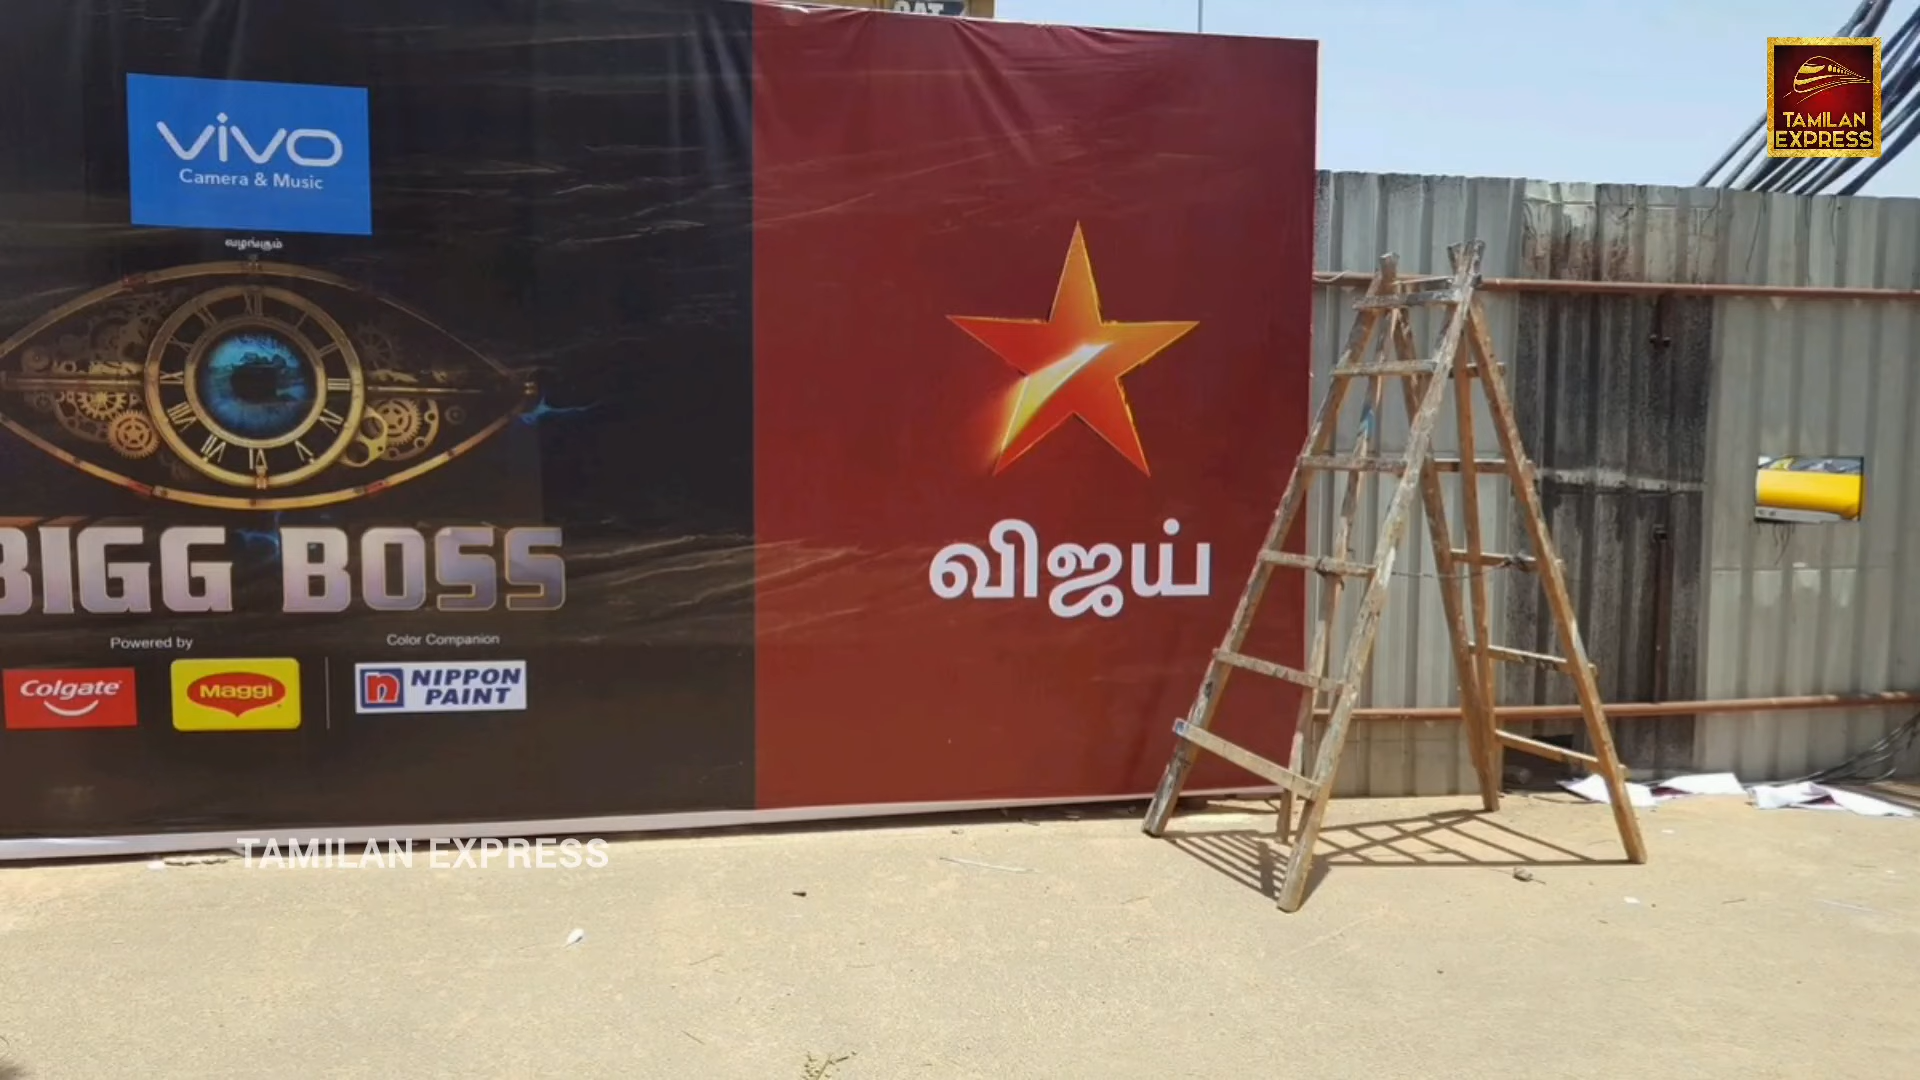 CAT
TAMILAN
EXPRESS
vivo
Camera & Music
வழங்கும்
BIGG BOSS
விஜய்
Powered by
Color Companion
Colgate
Maggi
NIPPON
PAINT
TAMILAN EXPRESS